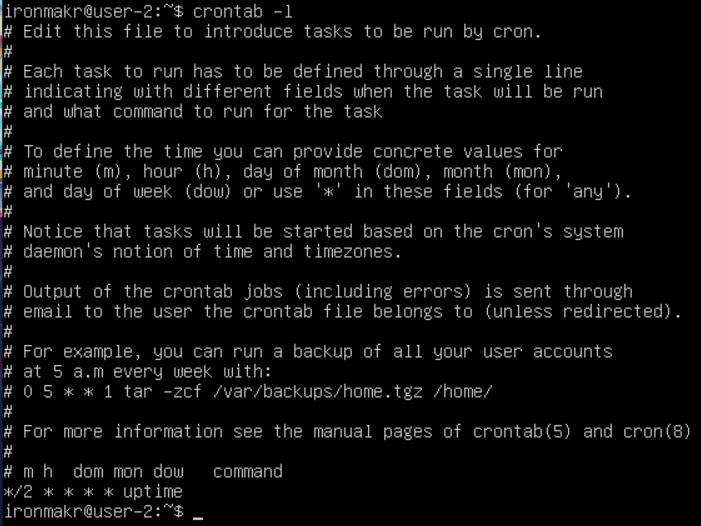 ironmakr@user-2:~$ crontab -l
# Edit this file to introduce tasks to be run by cron.
#
# Each task to run has to be defined through a single line
# indicating with different fields when the task will be run
# and what command to run for the task
#
# To define the time you can provide concrete values for
# minute (m), hour (h), day of month (dom), month (mon),
# and day of week (dow) or use '*' in these fields (for 'any').
#
# Notice that tasks will be started based on the cron's system
# daemon's notion of time and timezones.
#
# Output of the crontab jobs (including errors) is sent through
# email to the user the crontab file belongs to (unless redirected).
#
# For example, you can run a backup of all your user accounts
# at 5 a.m every week with:
# 0 5 * * 1 tar -zcf /var/backups/home.tgz /home/
#
# For more information see the manual pages of crontab(5) and cron(8)
#
# m h  dom mon dow   command
*/2 * * * * uptime
ironmakr@user-2:~$ _